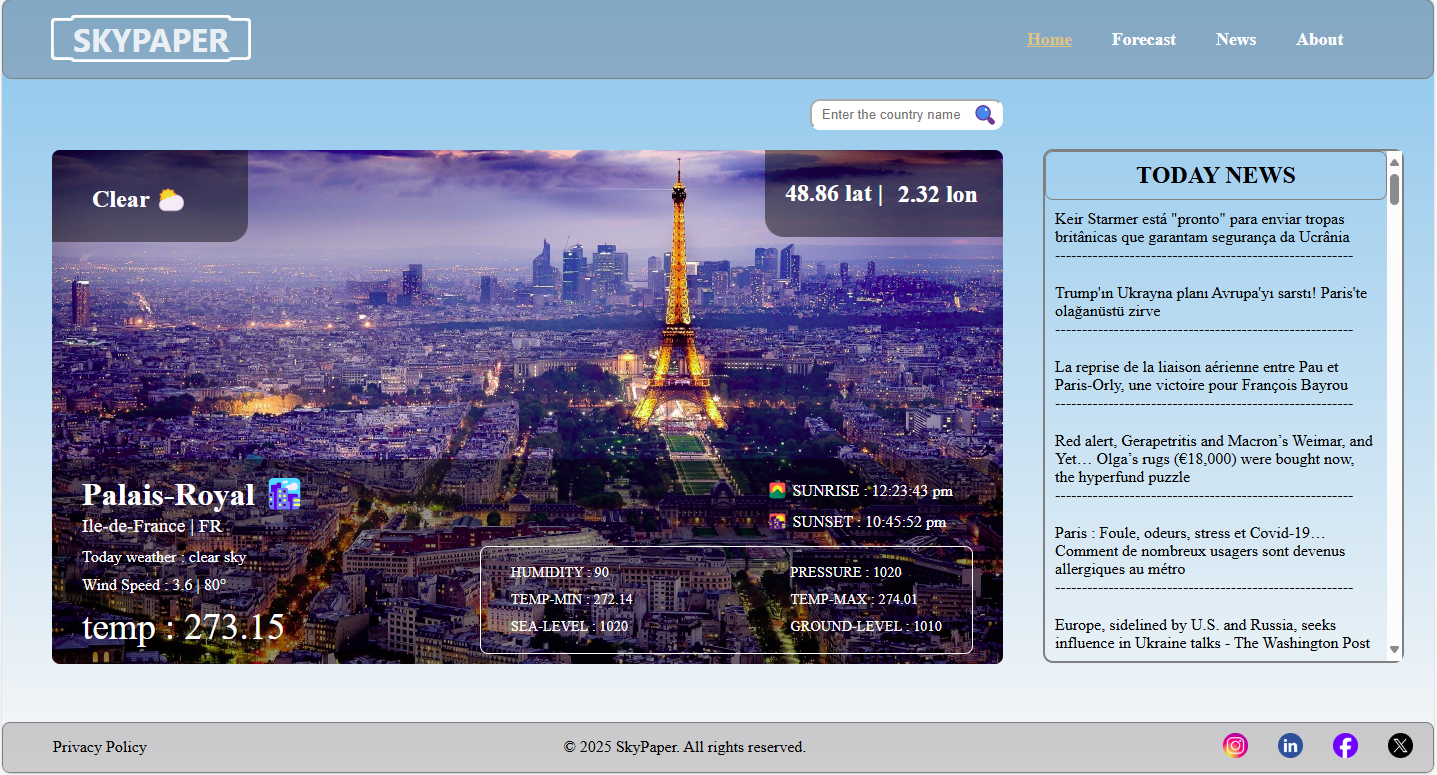 SKYPAPER
Home Forecast News About
Enter the country name
Clear
48.86 lat | 2.32 lon
Palais-Royal
Ile-de-France | FR
Today weather : clear sky
Wind Speed : 3.6 | 80°
temp : 273.15
SUNRISE : 12:23:43 pm
SUNSET : 10:45:52 pm
HUMIDITY : 90 PRESSURE : 1020
TEMP-MIN : 272.14 TEMP-MAX : 274.01
SEA-LEVEL : 1020 GROUND-LEVEL : 1010
TODAY NEWS
Keir Starmer está "pronto" para enviar tropas
britânicas que garantam segurança da Ucrânia
--------------------------------------------------------
Trump'ın Ukrayna planı Avrupa'yı sarstı! Paris'te
olağanüstü zirve
--------------------------------------------------------
La reprise de la liaison aérienne entre Pau et
Paris-Orly, une victoire pour François Bayrou
--------------------------------------------------------
Red alert, Gerapetritis and Macron’s Weimar, and
Yet… Olga’s rugs (€18,000) were bought now,
the hyperfund puzzle
--------------------------------------------------------
Paris : Foule, odeurs, stress et Covid-19…
Comment de nombreux usagers sont devenus
allergiques au métro
--------------------------------------------------------
Europe, sidelined by U.S. and Russia, seeks
influence in Ukraine talks - The Washington Post
Privacy Policy
© 2025 SkyPaper. All rights reserved.